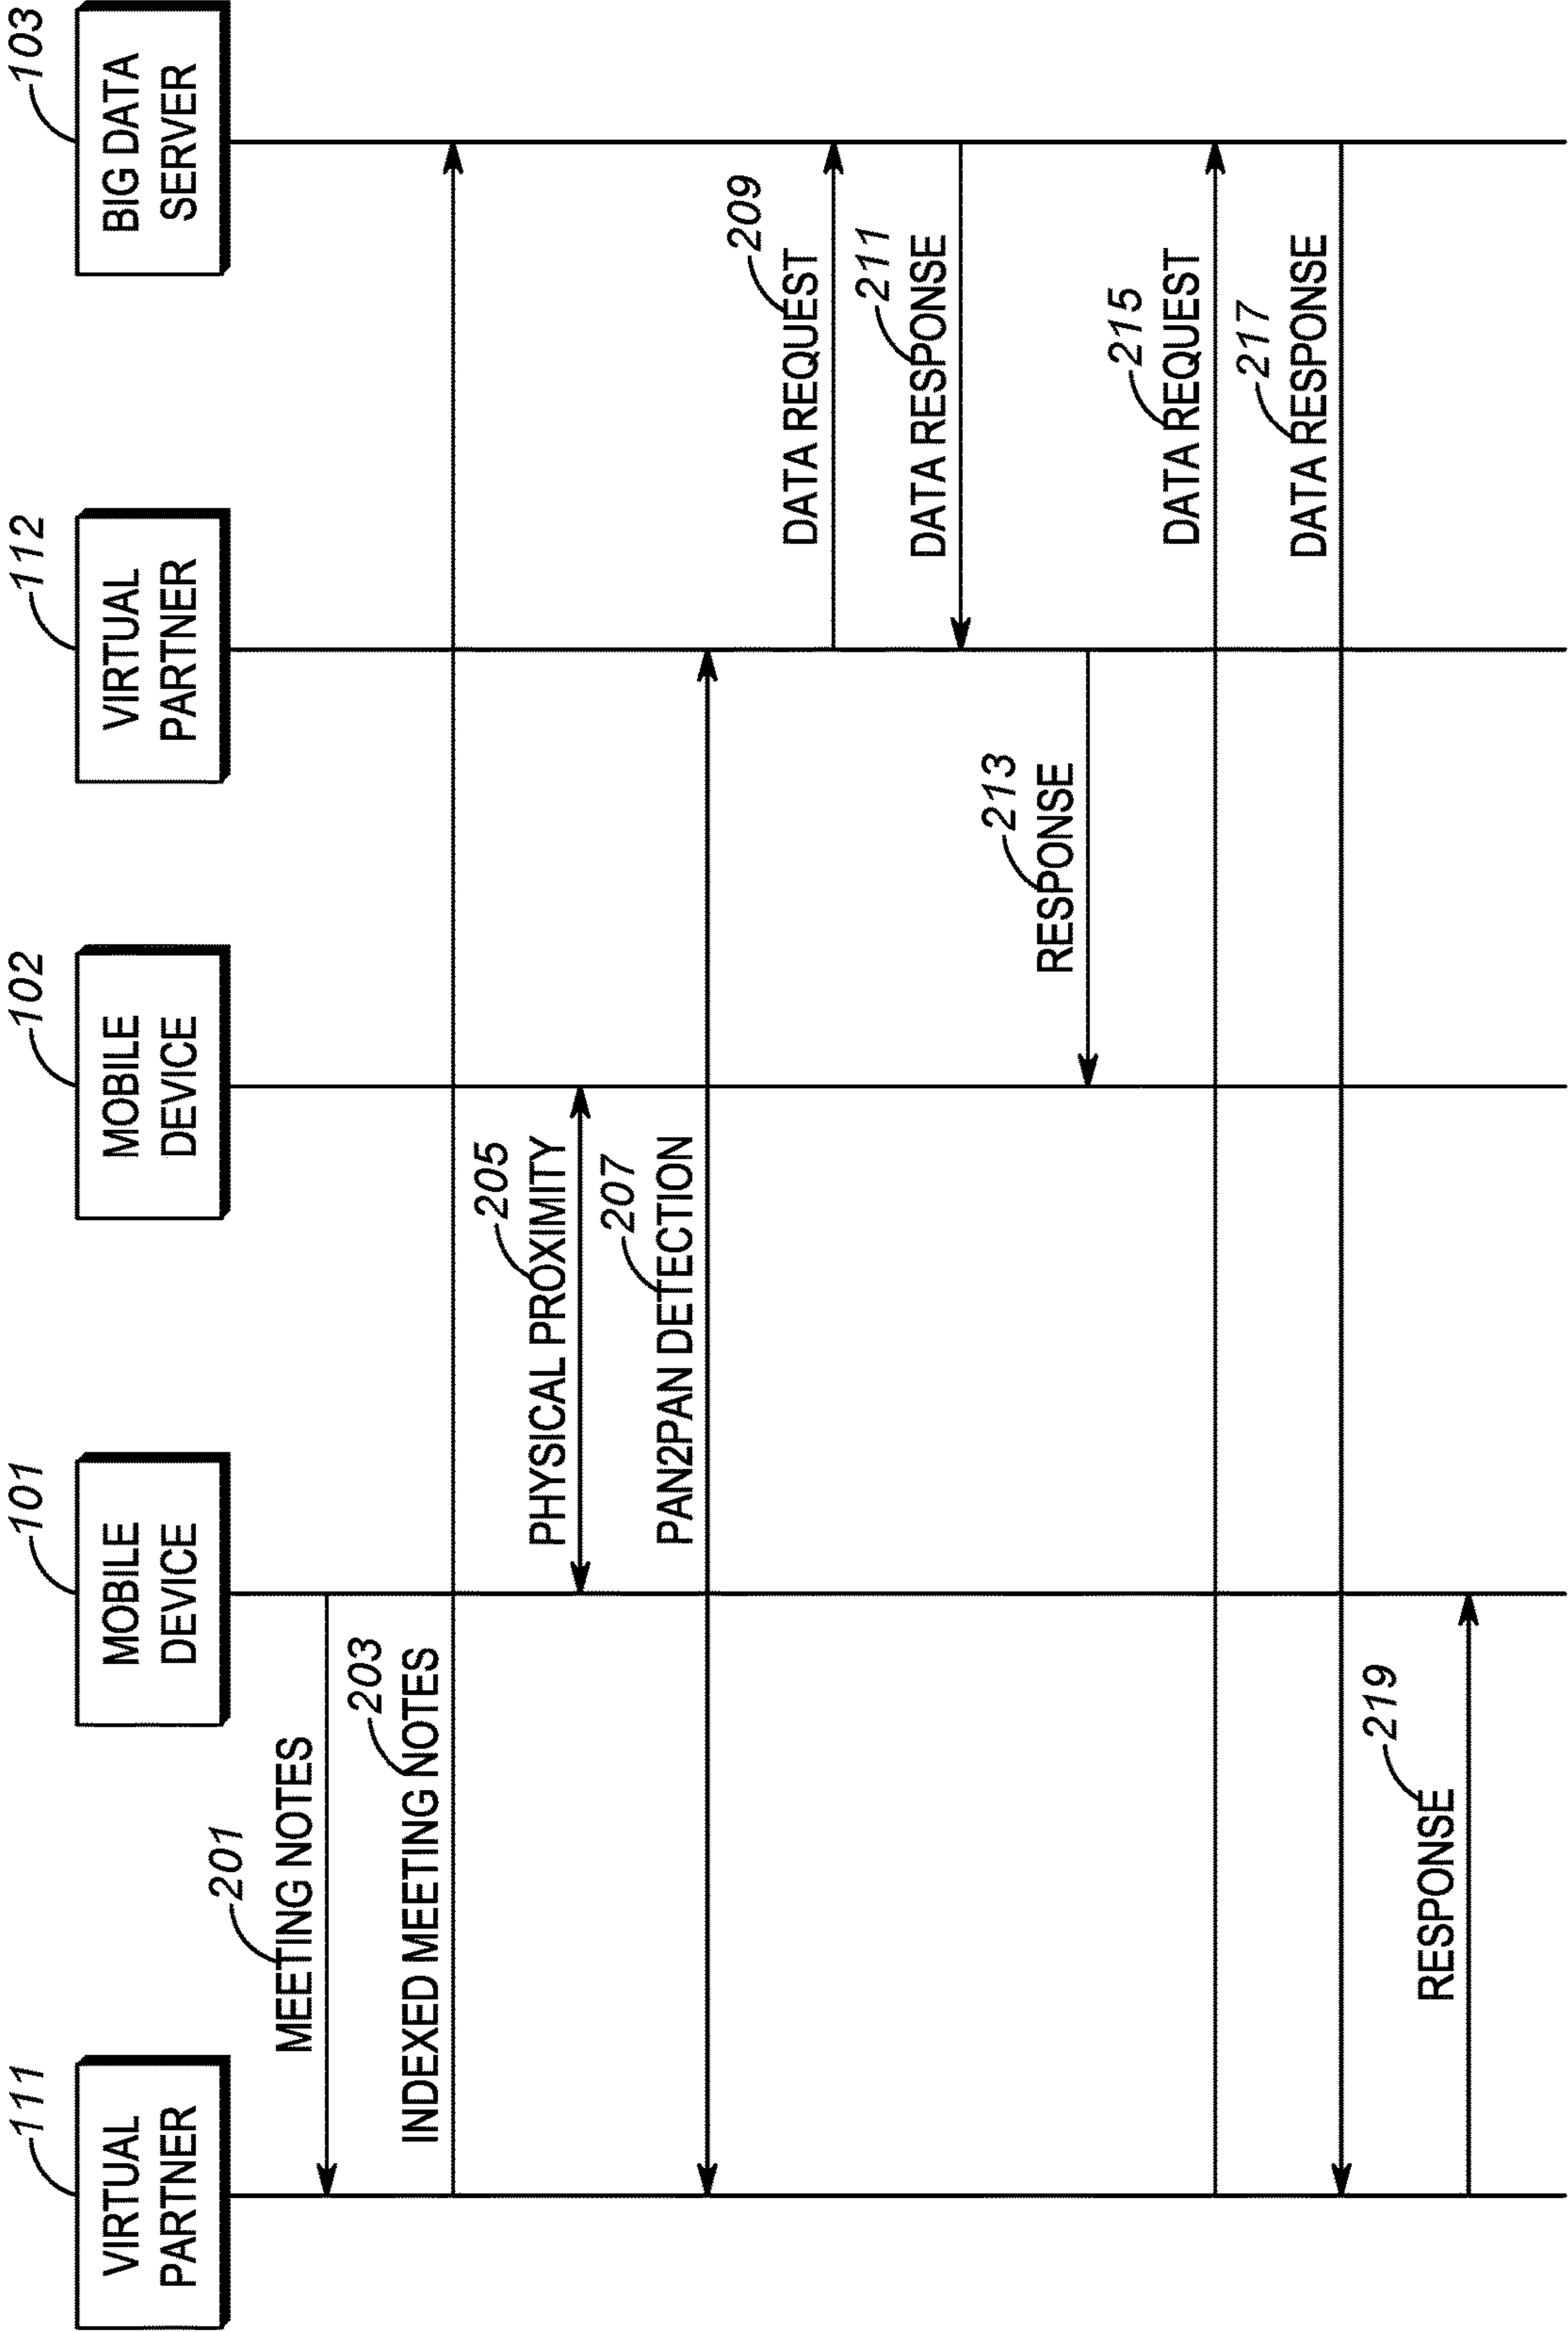 111
VIRTUAL
PARTNER
101
MOBILE
DEVICE
102
MOBILE
DEVICE
112
VIRTUAL
PARTNER
103
BIG DATA
SERVER
201
MEETING NOTES
203
INDEXED MEETING NOTES
205
PHYSICAL PROXIMITY
207
PAN2PAN DETECTION
209
DATA REQUEST
211
DATA RESPONSE
213
RESPONSE
215
DATA REQUEST
217
DATA RESPONSE
219
RESPONSE